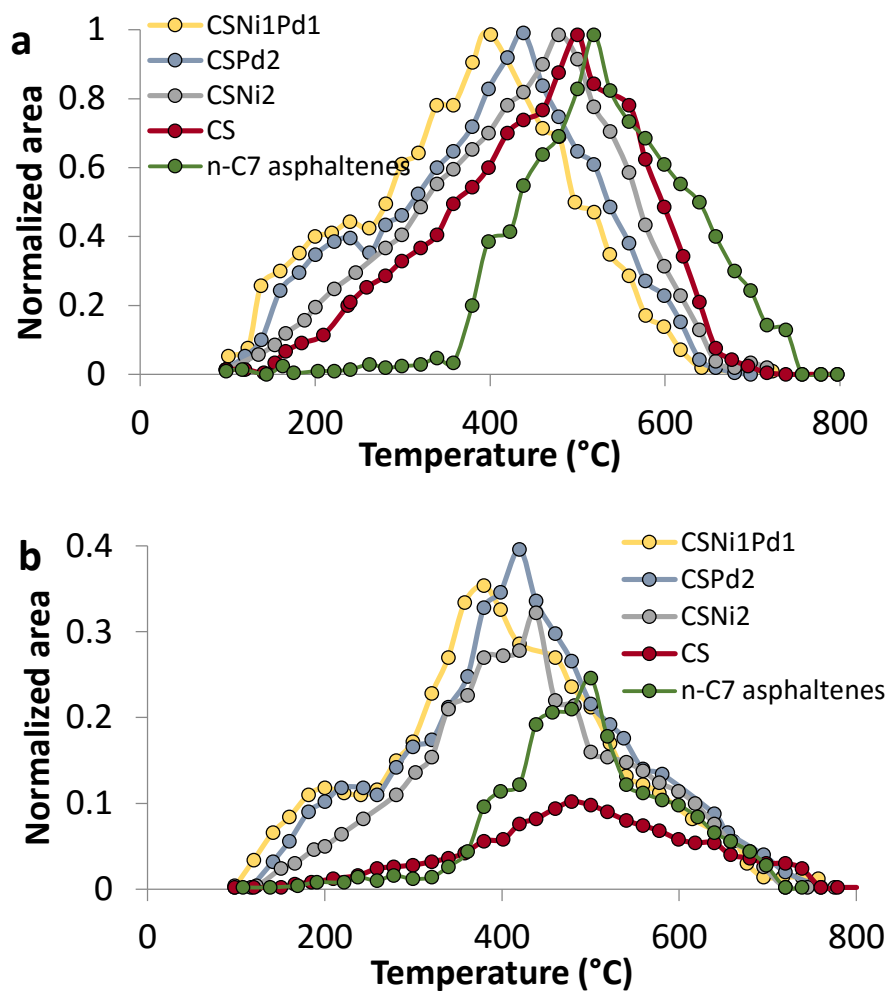 a
CSNi1Pd1
CSPd2
CSNi2
CS
n-C7 asphaltenes
Normalized area
1
0.8
0.6
0.4
0.2
0
0 200 400 600 800
Temperature (°C)
b
CSNi1Pd1
CSPd2
CSNi2
CS
n-C7 asphaltenes
Normalized area
0.4
0.3
0.2
0.1
0
0 200 400 600 800
Temperature (°C)